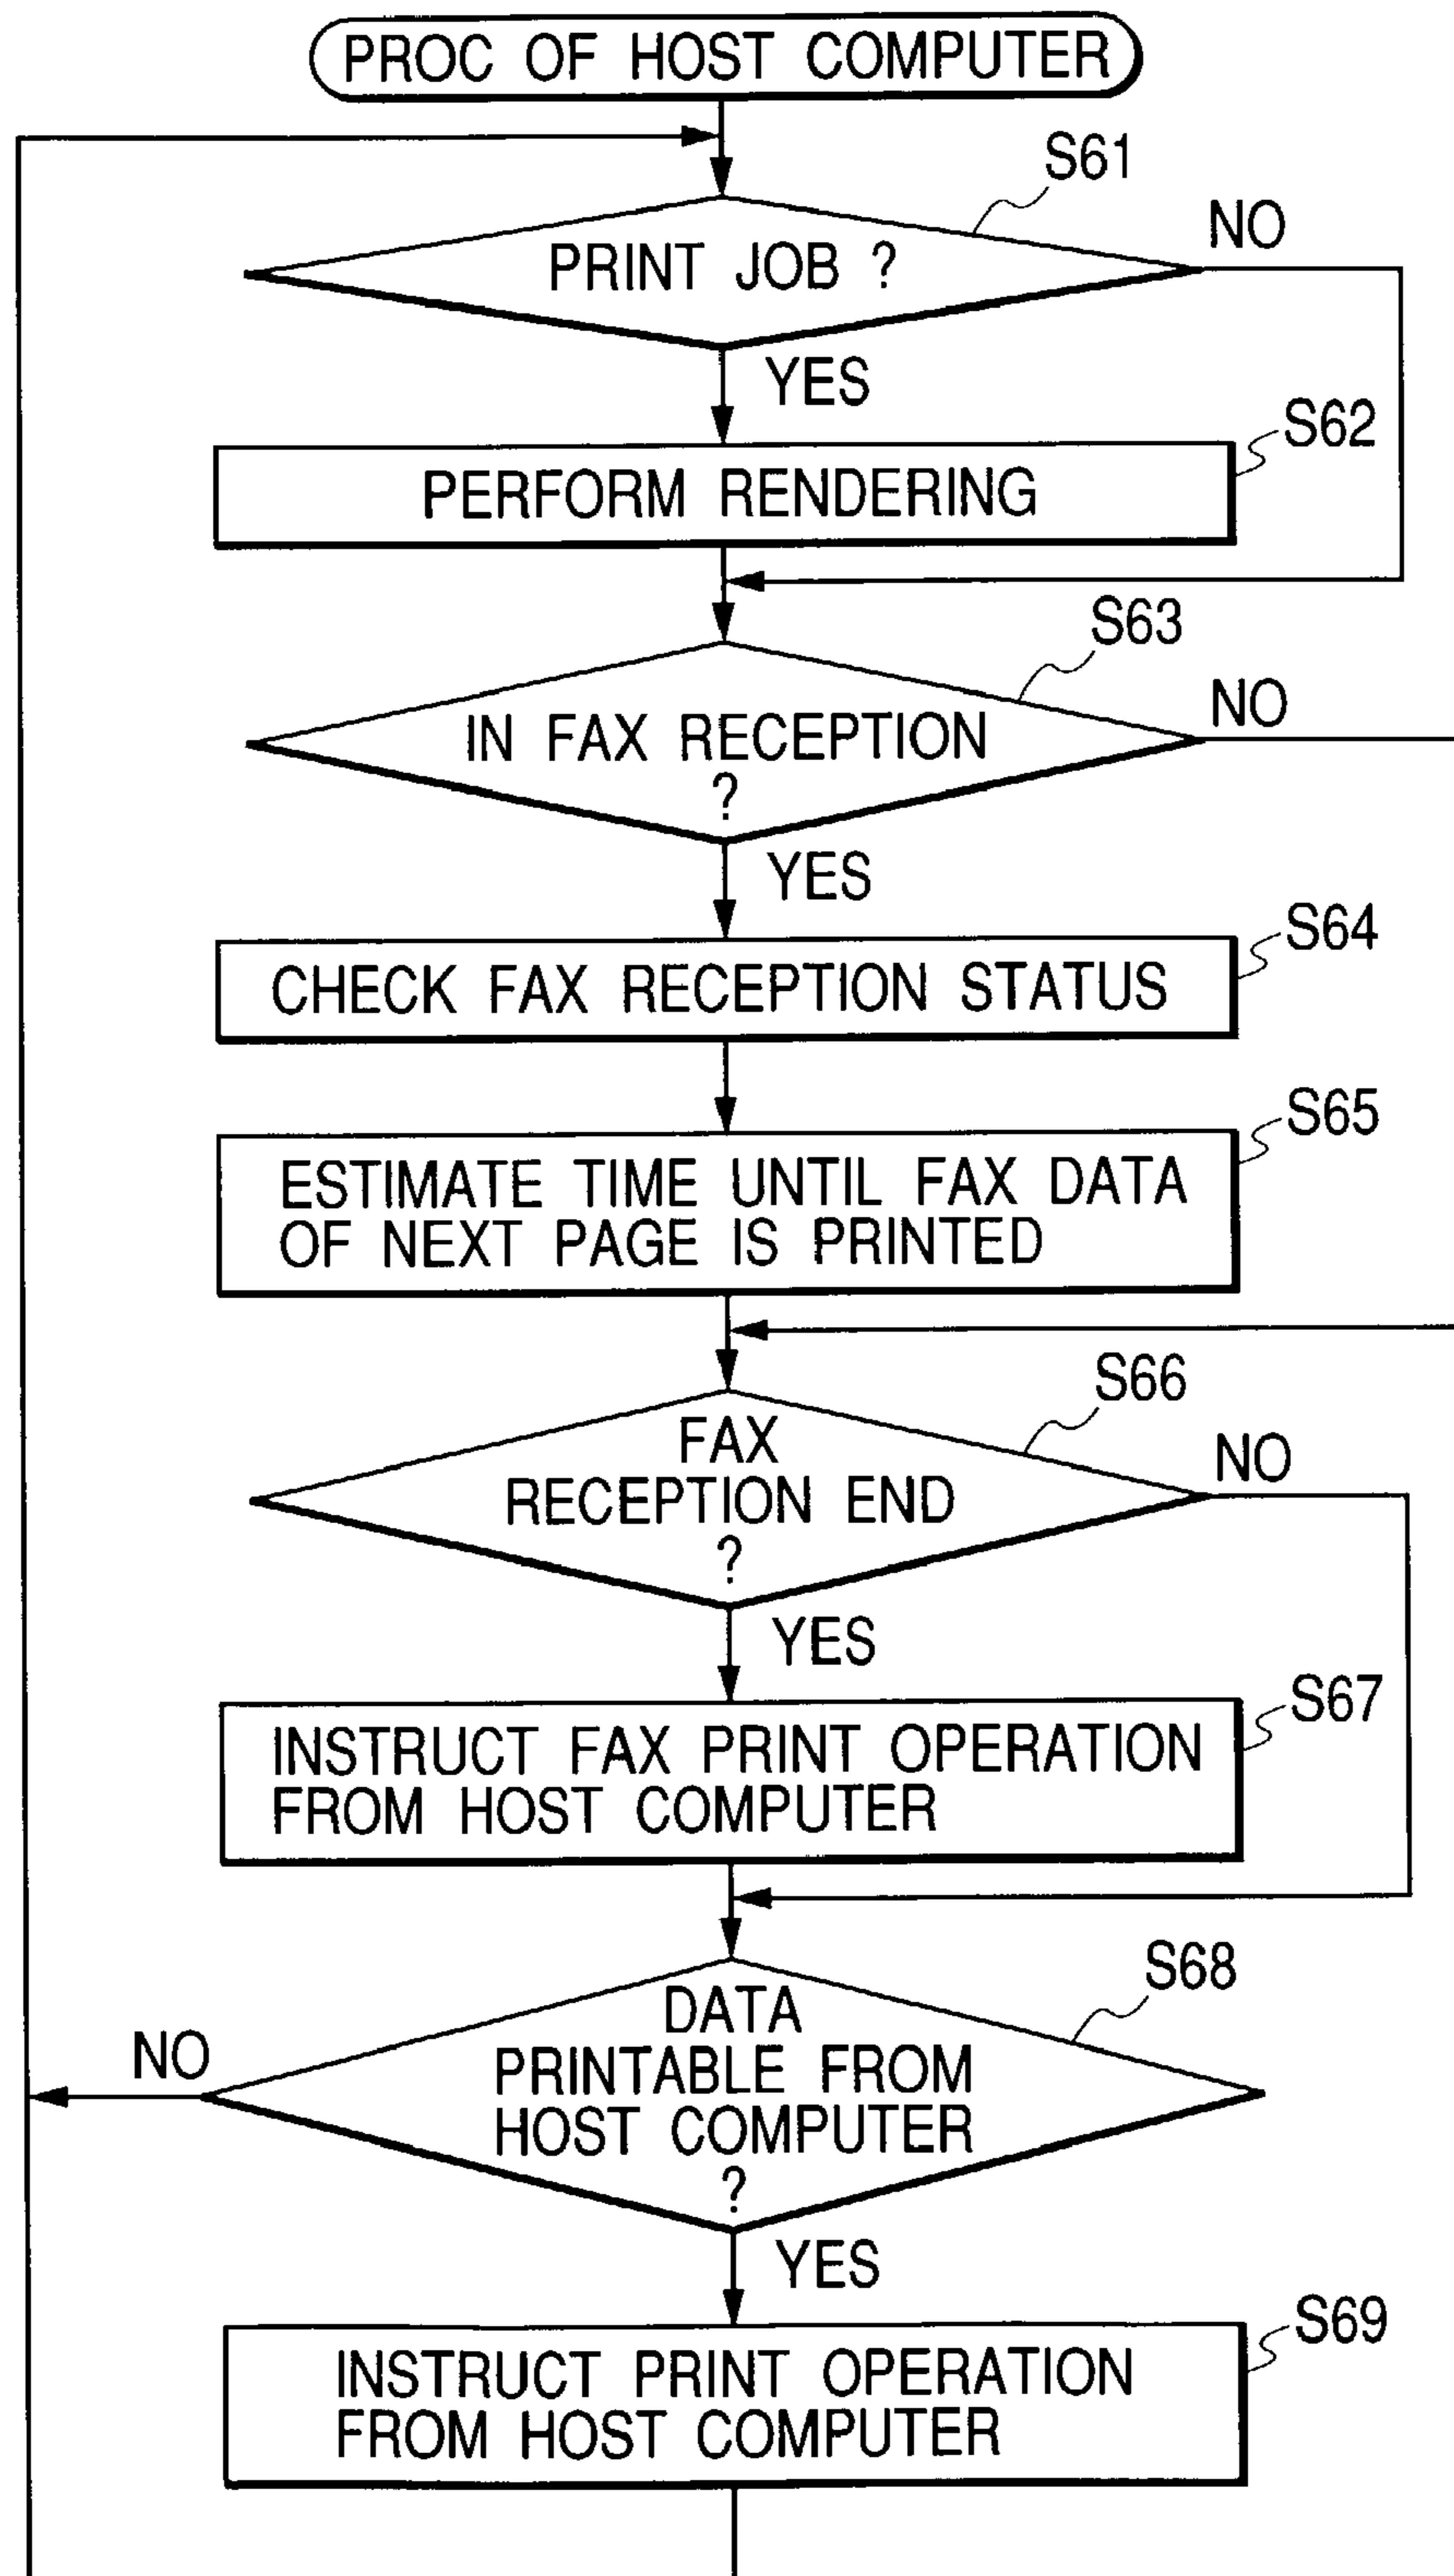 PROC OF HOST COMPUTER
S61
PRINT JOB ?
NO
YES
S62
PERFORM RENDERING
S63
IN FAX RECEPTION
?
NO
YES
S64
CHECK FAX RECEPTION STATUS
S65
ESTIMATE TIME UNTIL FAX DATA
OF NEXT PAGE IS PRINTED
S66
FAX
RECEPTION END
?
NO
YES
S67
INSTRUCT FAX PRINT OPERATION
FROM HOST COMPUTER
S68
DATA
PRINTABLE FROM
HOST COMPUTER
?
NO
YES
S69
INSTRUCT PRINT OPERATION
FROM HOST COMPUTER